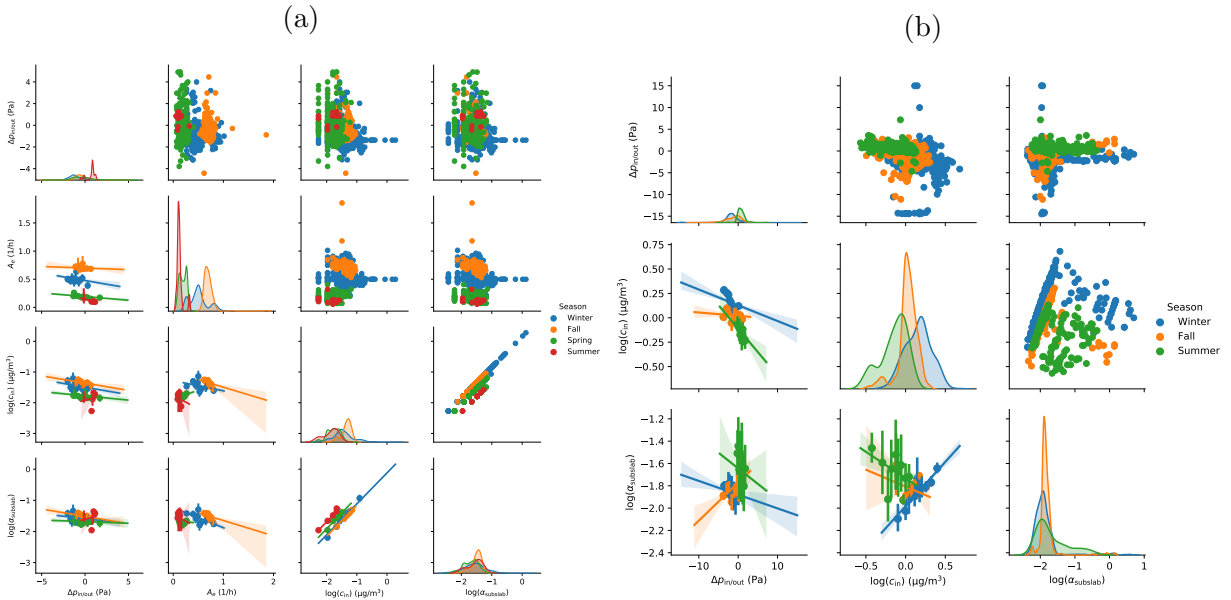 (a)
4
2
0
−2
−4
Δp_in/out (Pa)
1.5
1.0
0.5
0.0
A_e (1/h)
0
−1
−2
−3
log(c_in) (μg/m³)
0
−1
−2
−3
log(α_subslab)
−5 0 5
Δp_in/out (Pa)
0 1 2
A_e (1/h)
−2 −1 0
log(c_in) (μg/m³)
−2 −1 0
log(α_subslab)
Season
Winter
Fall
Spring
Summer
(b)
15
10
5
0
−5
−10
−15
Δp_in/out (Pa)
0.75
0.50
0.25
0.00
−0.25
−0.50
log(c_in) (μg/m³)
−1.2
−1.4
−1.6
−1.8
−2.0
−2.2
−2.4
log(α_subslab)
−10 0 10
Δp_in/out (Pa)
−0.5 0.0 0.5
log(c_in) (μg/m³)
−2 −1 0 1
log(α_subslab)
Season
Winter
Fall
Summer